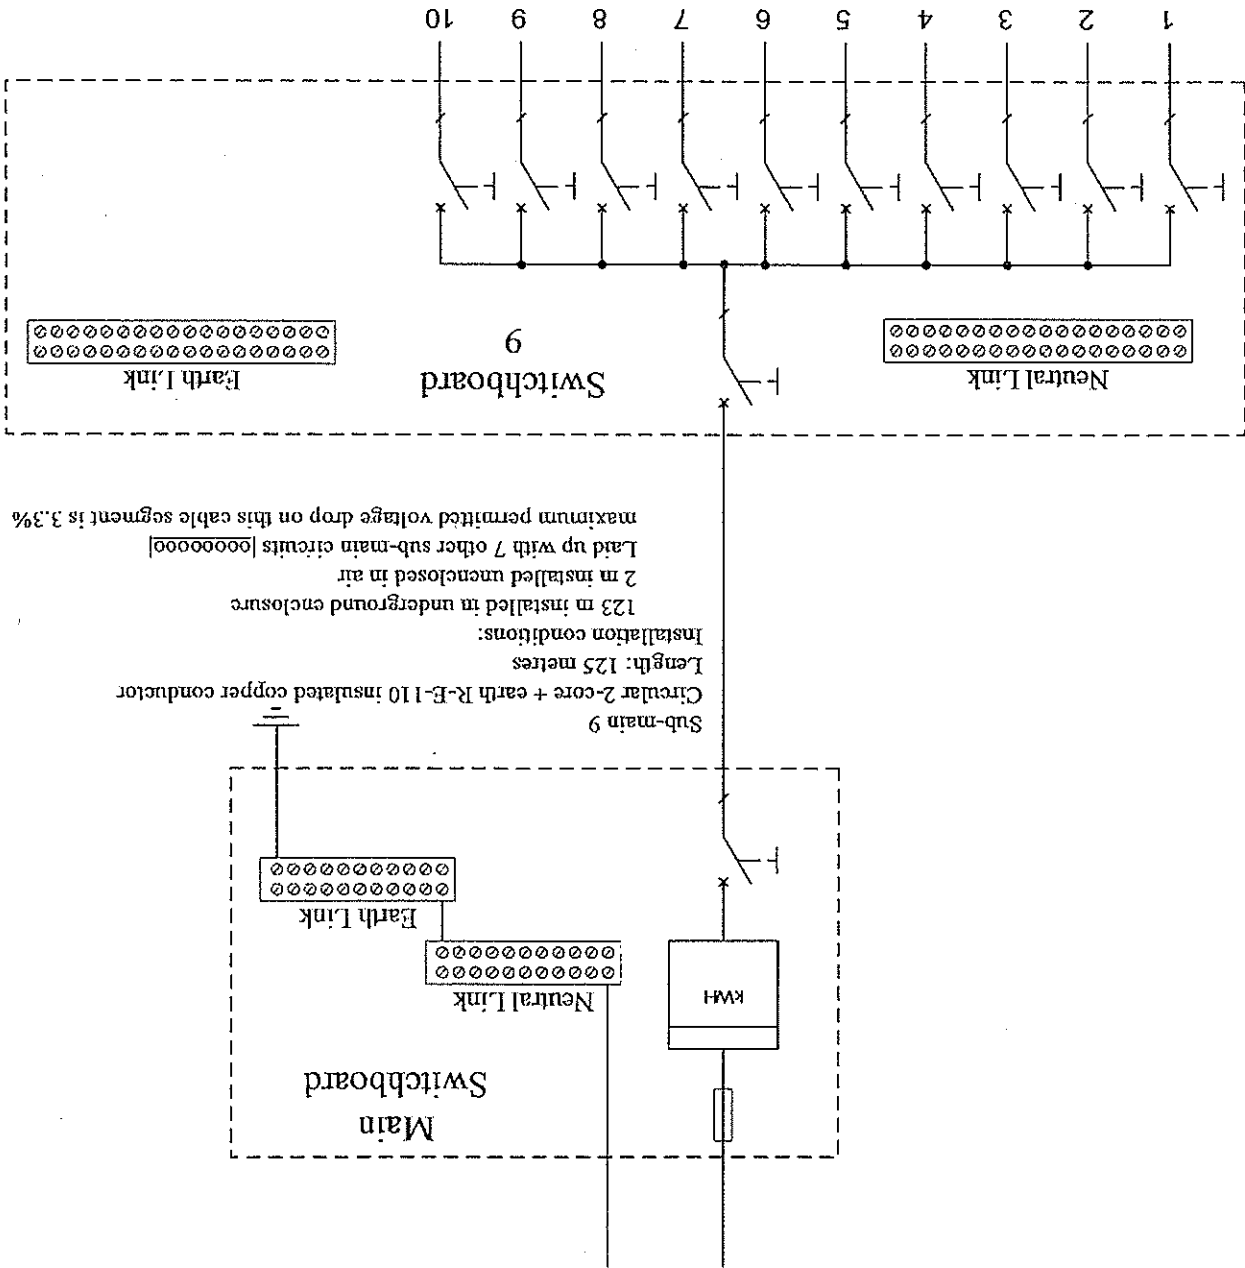 Main
Switchboard
kWH
Neutral Link
Earth Link
Sub-main 9
Circular 2-core + earth R-E-110 insulated copper conductor
Length: 125 metres
Installation conditions:
123 m installed in underground enclosure
2 m installed unenclosed in air
Laid up with 7 other sub-main circuits |oooooooo|
maximum permitted voltage drop on this cable segment is 3.3%
Neutral Link
Switchboard
9
Earth Link
1 2 3 4 5 6 7 8 9 10